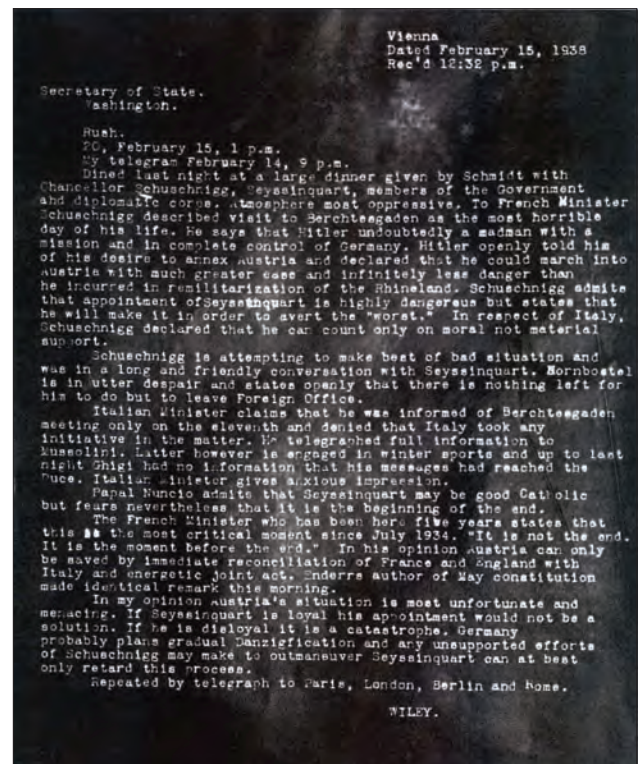 Vienna
Dated February 15, 1938
Rec'd 12:32 p.m.
Secretary of State.
Washington.
Rush.
20, February 15, 1 p.m.
My telegram February 14, 9 p.m.
Dined last night at a large dinner given by Schmidt with
Chancellor Schuschnigg, Seyssinquart, members of the Government
and diplomatic corps. Atmosphere most oppressive. To French Minister
Schuschnigg described visit to Berchtesgaden as the most horrible
day of his life. He says that Hitler undoubtedly a madman with a
mission and in complete control of Germany. Hitler openly told him
of his desire to annex Austria and declared that he could march into
Austria with much greater ease and infinitely less danger than
he incurred in remilitarization of the Rhineland. Schuschnigg admits
that appointment of Seyssinquart is highly dangerous but states that
he will make it in order to avert the "worst." In respect of Italy,
Schuschnigg declared that he can count only on moral not material
support.
Schuschnigg is attempting to make best of bad situation and
was in a long and friendly conversation with Seyssinquart. Hornbostel
is in utter despair and states openly that there is nothing left for
him to do but to leave Foreign Office.
Italian Minister claims that he was informed of Berchtesgaden
meeting only on the eleventh and denied that Italy took any
initiative in the matter. He telegraphed full information to
Mussolini. Latter however is engaged in winter sports and up to last
night Ghigi had no information that his messages had reached the
Duce. Italian Minister gives anxious impression.
Papal Nuncio admits that Seyssinquart may be good Catholic
but fears nevertheless that it is the beginning of the end.
The French Minister who has been here five years states that
this is the most critical moment since July 1934. "It is not the end.
It is the moment before the end." In his opinion Austria can only
be saved by immediate reconciliation of France and England with
Italy and energetic joint act. Enderrs author of May constitution
made identical remark this morning.
In my opinion Austria's situation is most unfortunate and
menacing. If Seyssinquart is loyal his appointment would not be a
solution. If he is disloyal it is a catastrophe. Germany
probably plans gradual Danzigfication and any unsupported efforts
of Schuschnigg may make to outmaneuver Seyssinquart can at best
only retard this process.
Repeated by telegraph to Paris, London, Berlin and Rome.
WILEY.